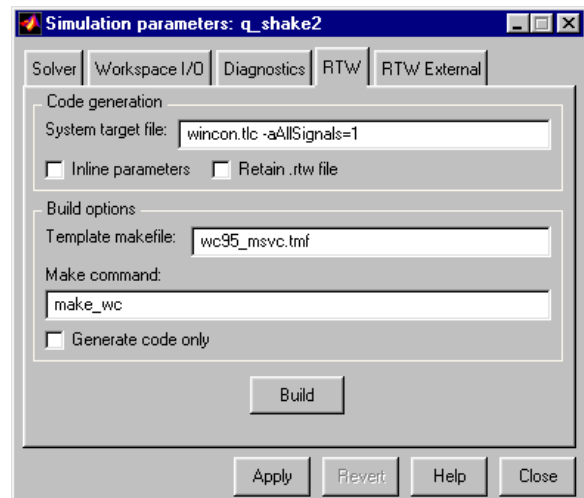 Simulation parameters: q_shake2
Solver Workspace I/O Diagnostics RTW RTW External
Code generation
System target file: wincon.tlc -aAllSignals=1
Inline parameters Retain .rtw file
Build options
Template makefile: wc95_msvc.tmf
Make command:
make_wc
Generate code only
Build
Apply Revert Help Close